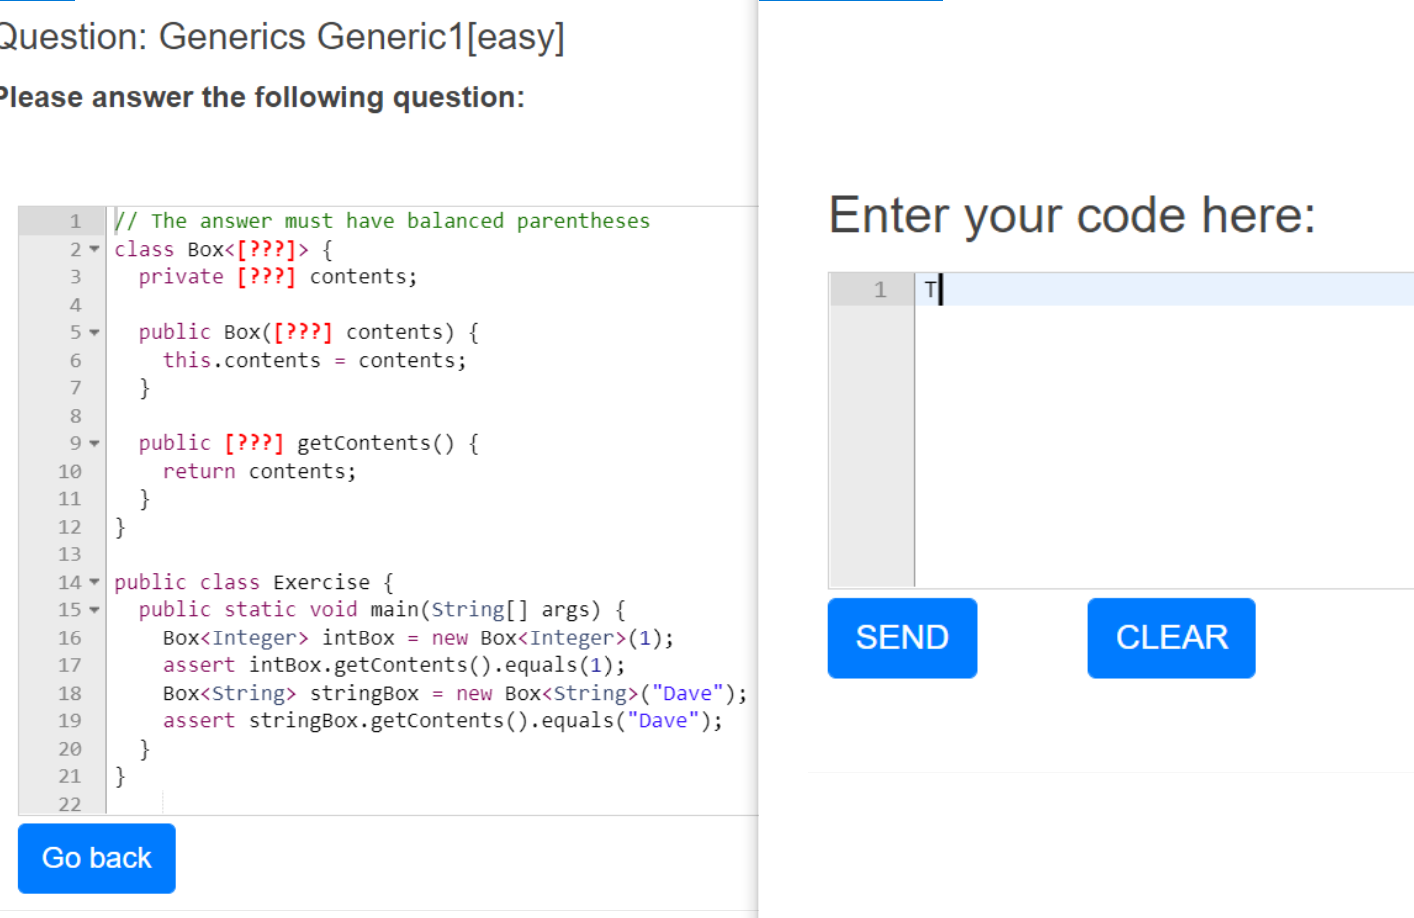 Question: Generics Generic1[easy]
Please answer the following question:
1 // The answer must have balanced parentheses
2 class Box<[???]> {
3 private [???] contents;
4
5 public Box([???] contents) {
6 this.contents = contents;
7 }
8
9 public [???] getContents() {
10 return contents;
11 }
12 }
13
14 public class Exercise {
15 public static void main(String[] args) {
16 Box<Integer> intBox = new Box<Integer>(1);
17 assert intBox.getContents().equals(1);
18 Box<String> stringBox = new Box<String>("Dave");
19 assert stringBox.getContents().equals("Dave");
20 }
21 }
22
Go back
Enter your code here:
1 T
SEND
CLEAR